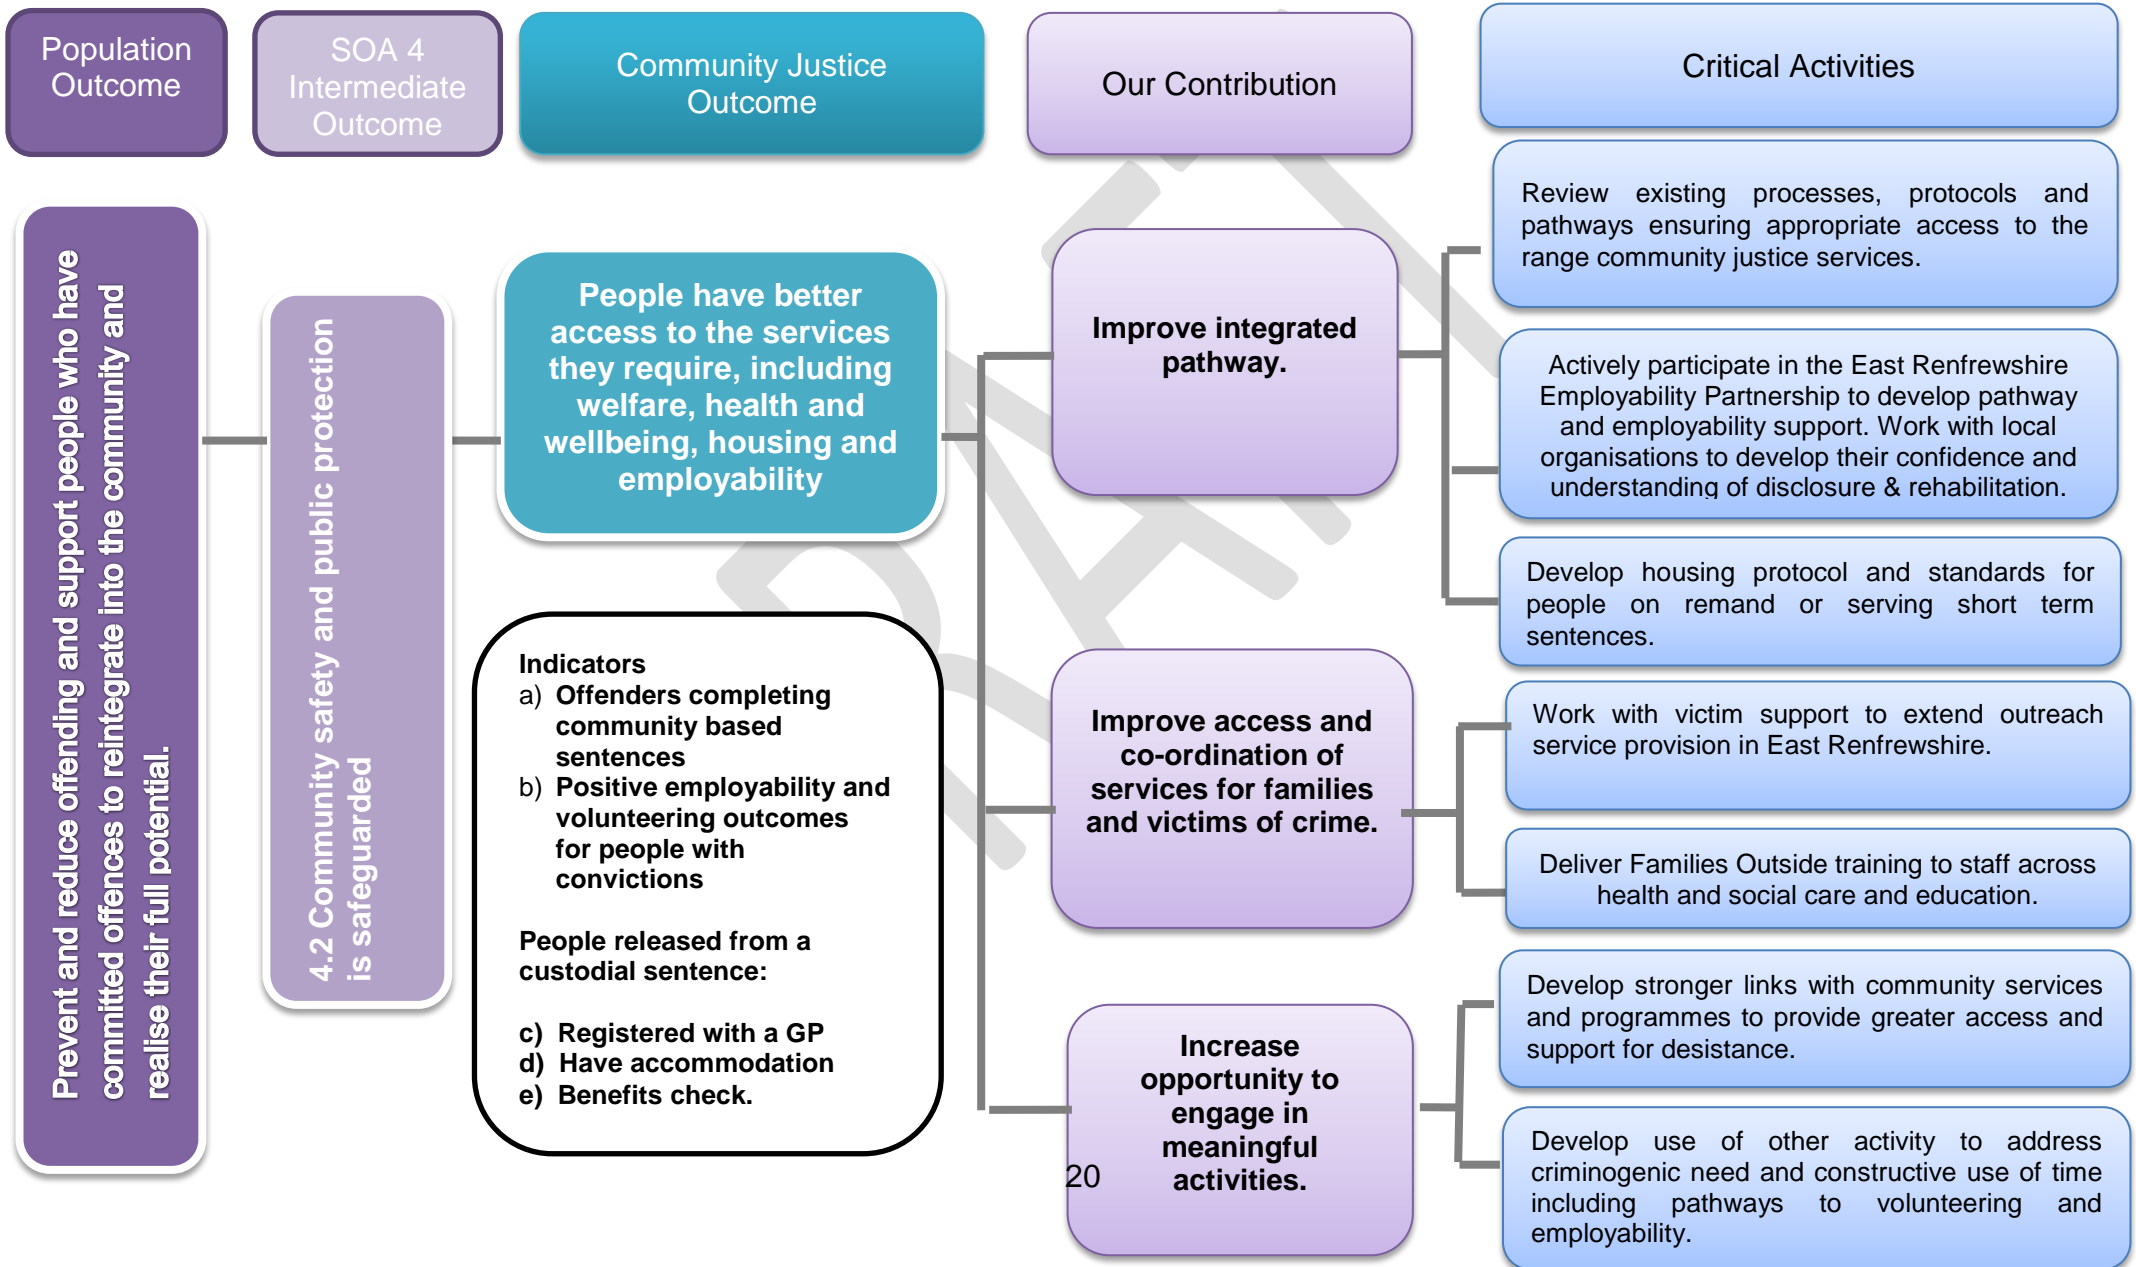 Population
Outcome
SOA 4
Intermediate
Outcome
Community Justice
Outcome
Our Contribution
Critical Activities
Prevent and reduce offending and support people who have
committed offences to reintegrate into the community and
realise their full potential.
4.2 Community safety and public protection
is safeguarded
People have better
access to the services
they require, including
welfare, health and
wellbeing, housing and
employability
Indicators
a) Offenders completing
community based
sentences
b) Positive employability and
volunteering outcomes
for people with
convictions
People released from a
custodial sentence:
c) Registered with a GP
d) Have accommodation
e) Benefits check.
Improve integrated
pathway.
Review existing processes, protocols and
pathways ensuring appropriate access to the
range community justice services.
Actively participate in the East Renfrewshire
Employability Partnership to develop pathway
and employability support. Work with local
organisations to develop their confidence and
understanding of disclosure & rehabilitation.
Develop housing protocol and standards for
people on remand or serving short term
sentences.
Improve access and
co-ordination of
services for families
and victims of crime.
Work with victim support to extend outreach
service provision in East Renfrewshire.
Deliver Families Outside training to staff across
health and social care and education.
Increase
opportunity to
engage in
meaningful
activities.
Develop stronger links with community services
and programmes to provide greater access and
support for desistance.
Develop use of other activity to address
criminogenic need and constructive use of time
including pathways to volunteering and
employability.
20
DRAFT